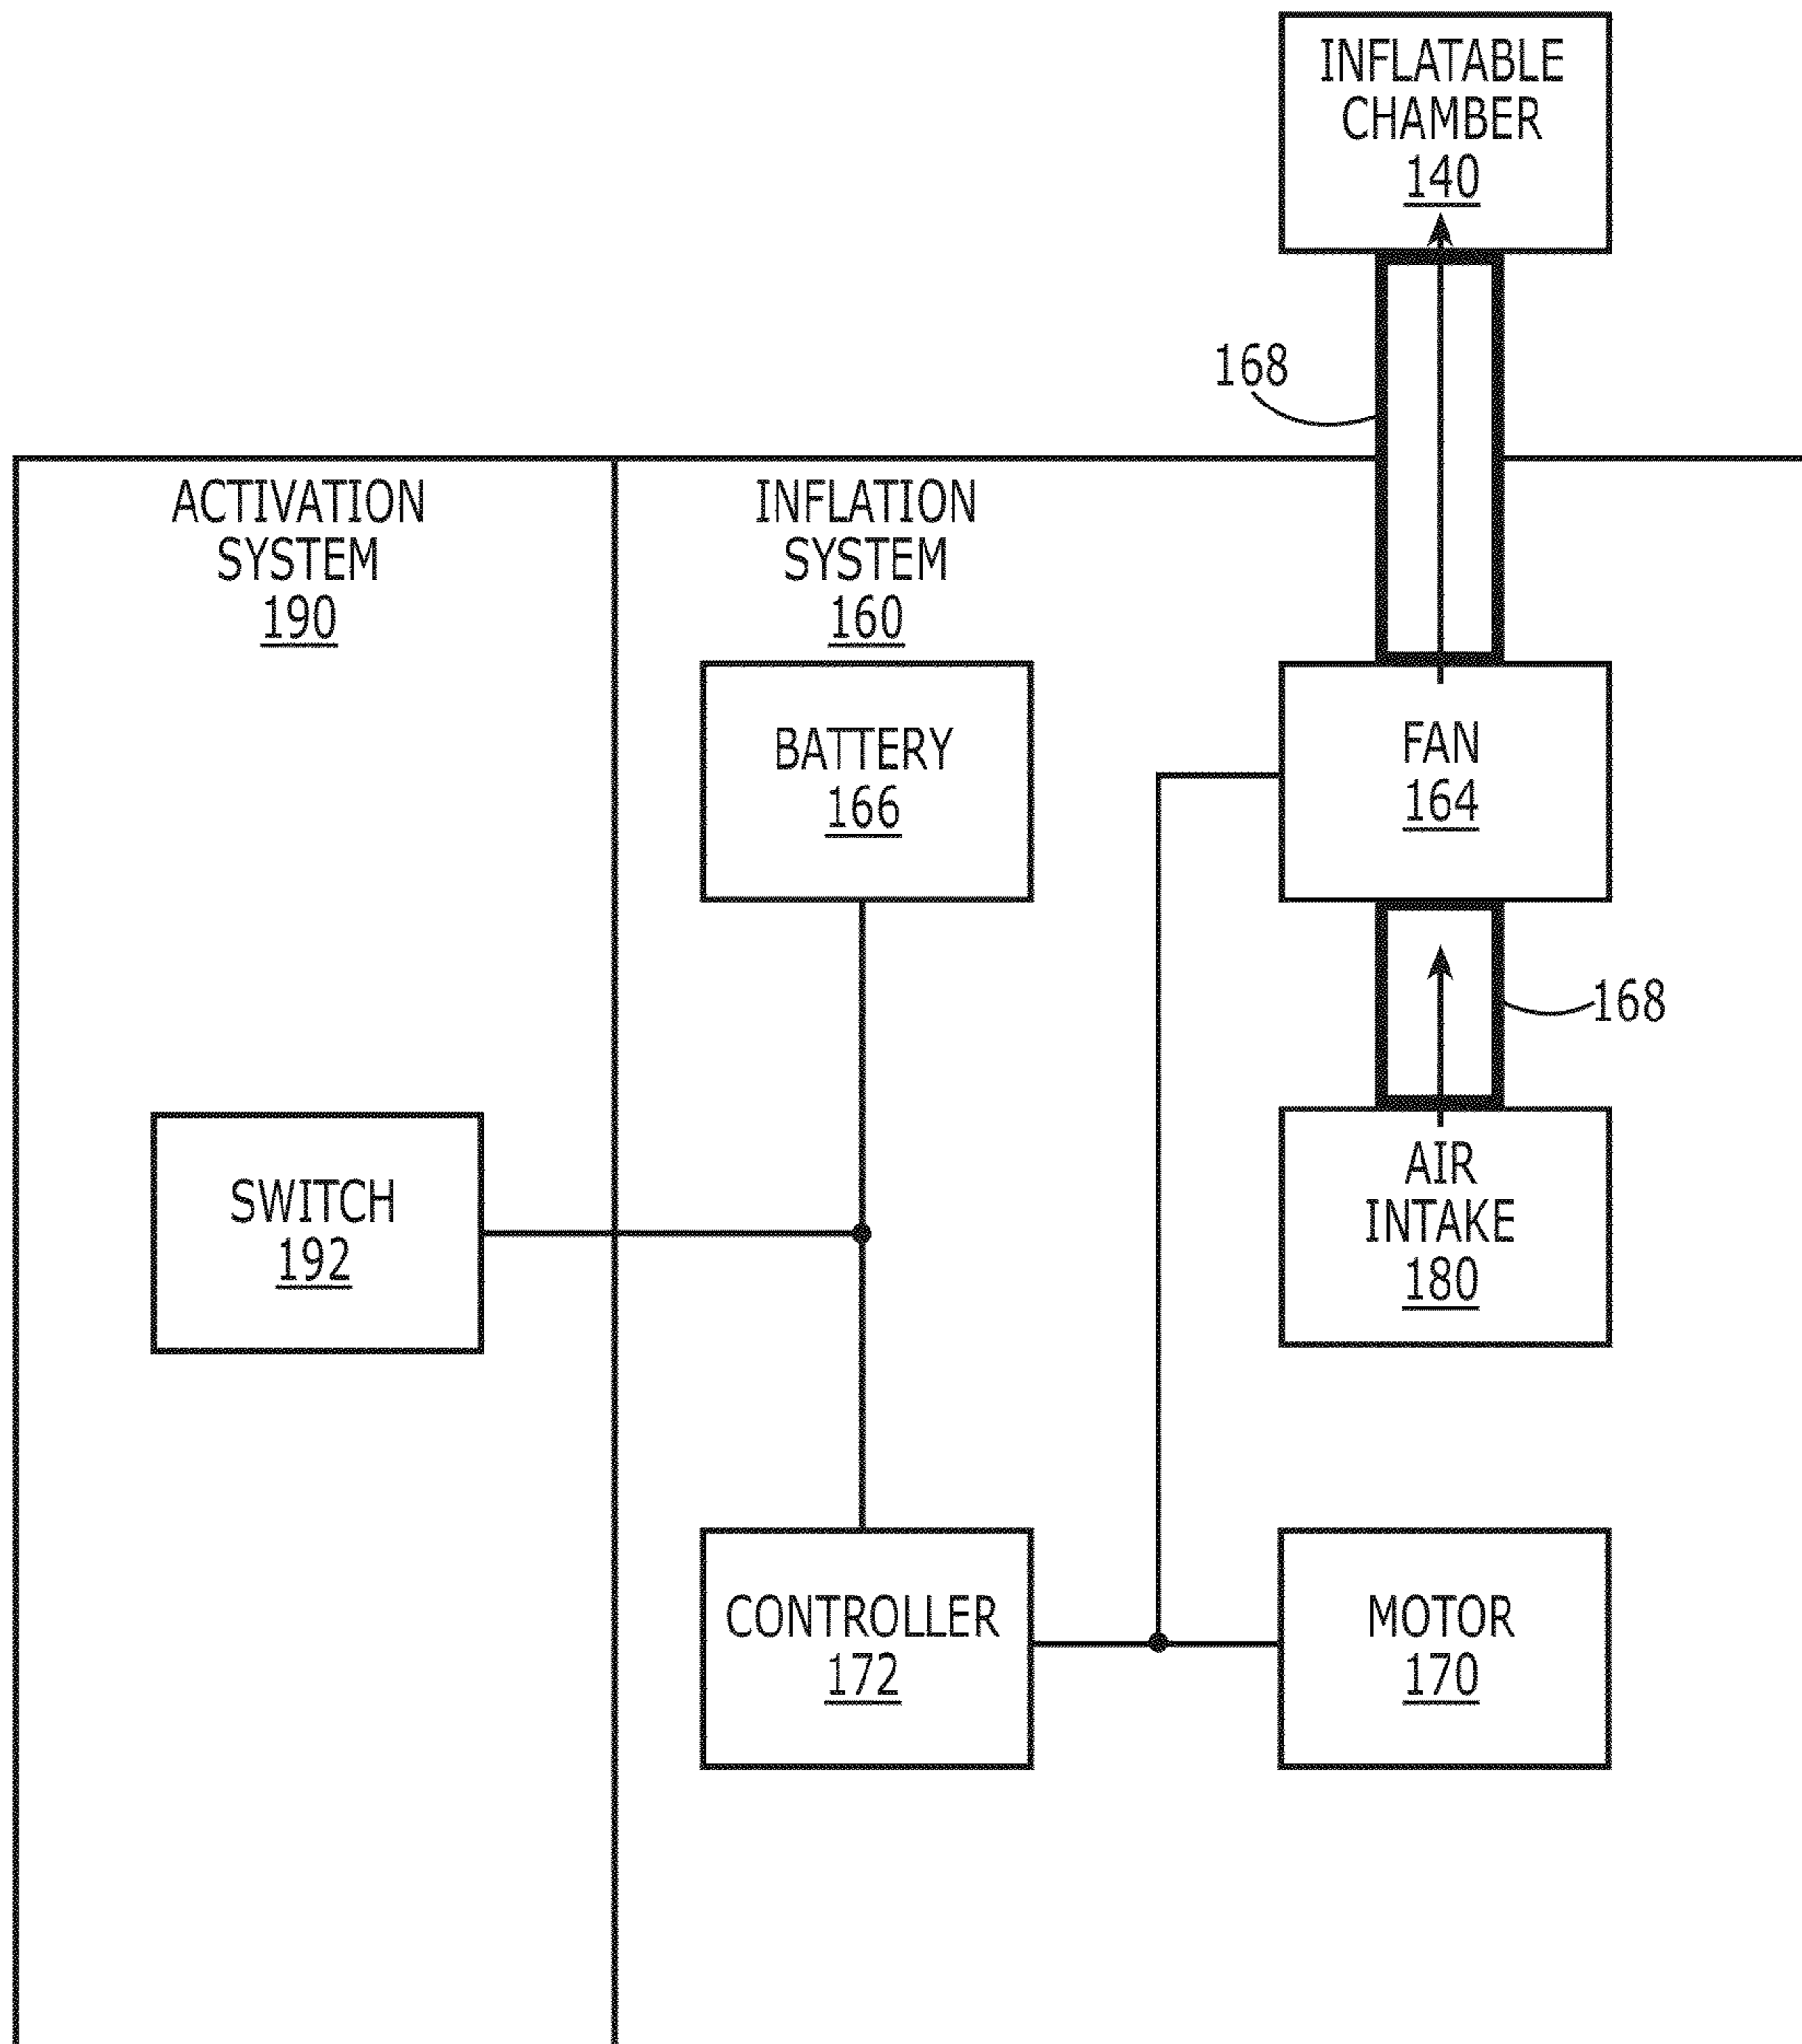 INFLATABLE
CHAMBER
140
168
ACTIVATION
SYSTEM
190
INFLATION
SYSTEM
160
BATTERY
166
FAN
164
168
SWITCH
192
AIR
INTAKE
180
CONTROLLER
172
MOTOR
170